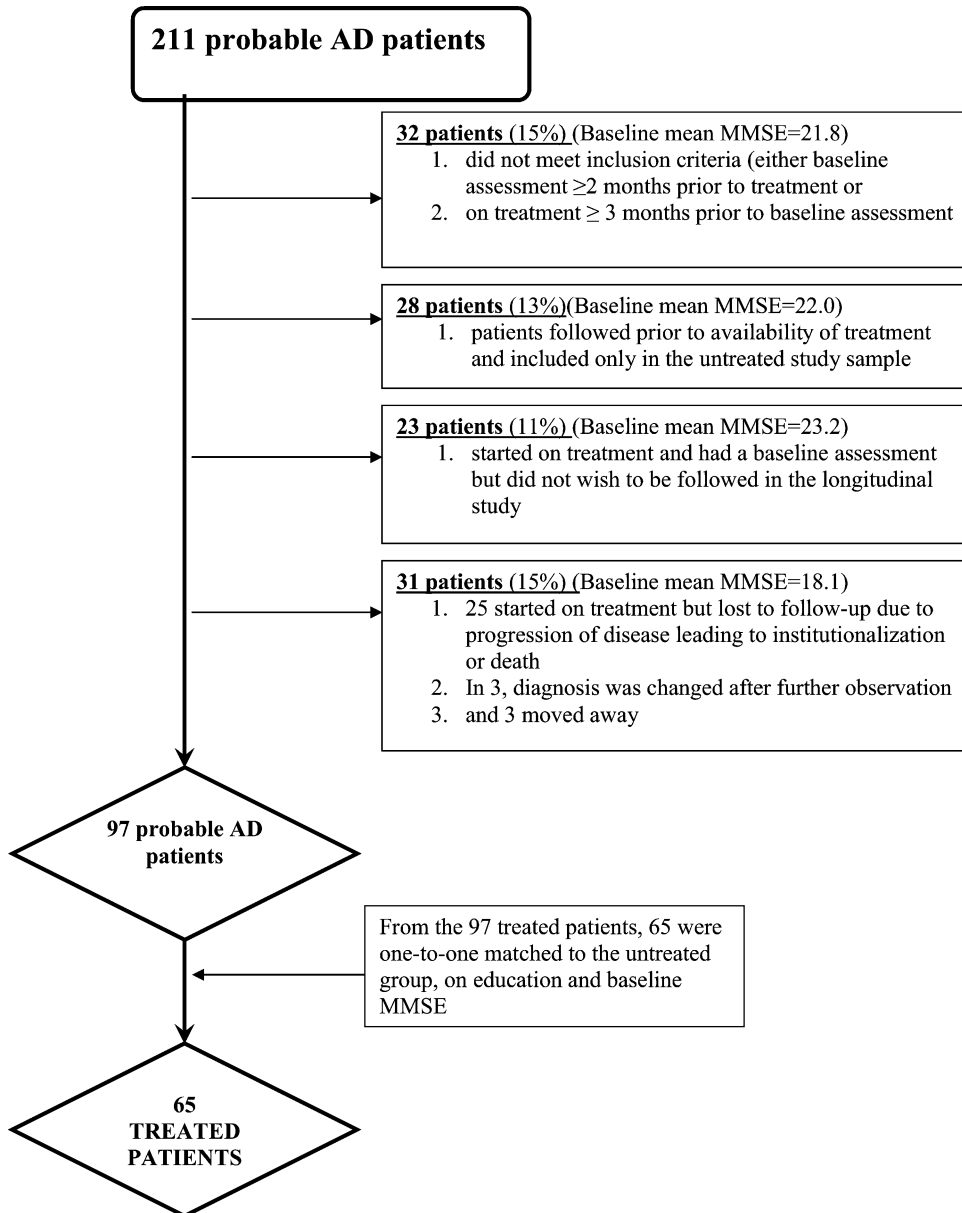 211 probable AD patients
32 patients (15%) (Baseline mean MMSE=21.8)
1. did not meet inclusion criteria (either baseline
assessment ≥2 months prior to treatment or
2. on treatment ≥ 3 months prior to baseline assessment
28 patients (13%)(Baseline mean MMSE=22.0)
1. patients followed prior to availability of treatment
and included only in the untreated study sample
23 patients (11%) (Baseline mean MMSE=23.2)
1. started on treatment and had a baseline assessment
but did not wish to be followed in the longitudinal
study
31 patients (15%) (Baseline mean MMSE=18.1)
1. 25 started on treatment but lost to follow-up due to
progression of disease leading to institutionalization
or death
2. In 3, diagnosis was changed after further observation
3. and 3 moved away
97 probable AD
patients
From the 97 treated patients, 65 were
one-to-one matched to the untreated
group, on education and baseline
MMSE
65
TREATED
PATIENTS